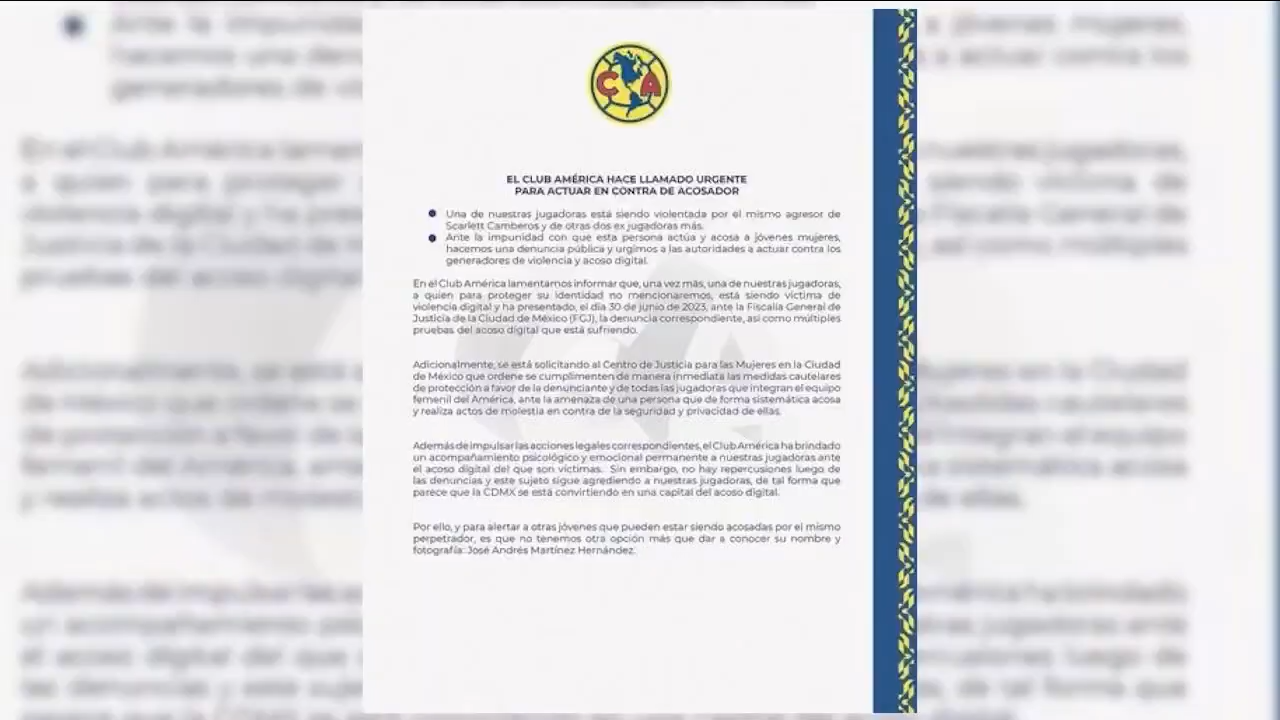 CA
EL CLUB AMÉRICA HACE LLAMADO URGENTE
PARA ACTUAR EN CONTRA DE ACOSADOR
Una de nuestras jugadoras está siendo violentada por el mismo agresor de
Scarlett Camberos y de otras dos ex jugadoras más.
Ante la impunidad con que esta persona actúa y acosa a jóvenes mujeres,
hacemos una denuncia pública y urgimos a las autoridades a actuar contra los
generadores de violencia y acoso digital.
En el Club América lamentamos informar que, una vez más, una de nuestras jugadoras,
a quien para proteger su identidad no mencionaremos, está siendo víctima de
violencia digital y ha presentado, el día 30 de junio de 2023, ante la Fiscalía General de
Justicia de la Ciudad de México (FGJ), la denuncia correspondiente, así como múltiples
pruebas del acoso digital que está sufriendo.
Adicionalmente, se está solicitando al Centro de Justicia para las Mujeres en la Ciudad
de México que ordene se cumplimenten de manera inmediata las medidas cautelares
de protección a favor de la denunciante y de todas las jugadoras que integran el equipo
femenil del América, ante la amenaza de una persona que de forma sistemática acosa
y realiza actos de molestia en contra de la seguridad y privacidad de ellas.
Además de impulsar las acciones legales correspondientes, el Club América ha brindado
un acompañamiento psicológico y emocional permanente a nuestras jugadoras ante
el acoso digital del que son víctimas. Sin embargo, no hay repercusiones luego de
las denuncias y este sujeto sigue agrediendo a nuestras jugadoras, de tal forma que
parece que la CDMX se está convirtiendo en una capital del acoso digital.
Por ello, y para alertar a otras jóvenes que pueden estar siendo acosadas por el mismo
perpetrador, es que no tenemos otra opción más que dar a conocer su nombre y
fotografía: José Andrés Martínez Hernández.